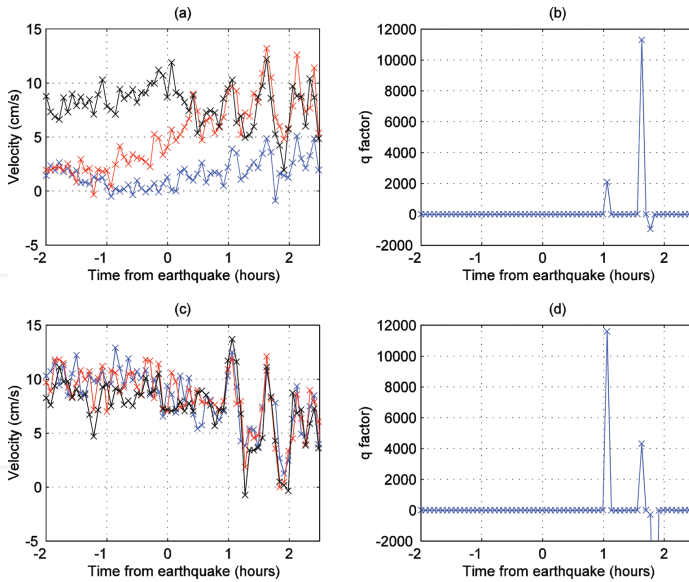 (a)
15
10
5
0
-5
Velocity (cm/s)
-2 -1 0 1 2
Time from earthquake (hours)
(b)
12000
10000
8000
6000
4000
2000
0
-2000
q factor)
-2 -1 0 1 2
Time from earthquake (hours)
(c)
15
10
5
0
-5
Velocity (cm/s)
-2 -1 0 1 2
Time from earthquake (hours)
(d)
12000
10000
8000
6000
4000
2000
0
-2000
q factor)
-2 -1 0 1 2
Time from earthquake (hours)